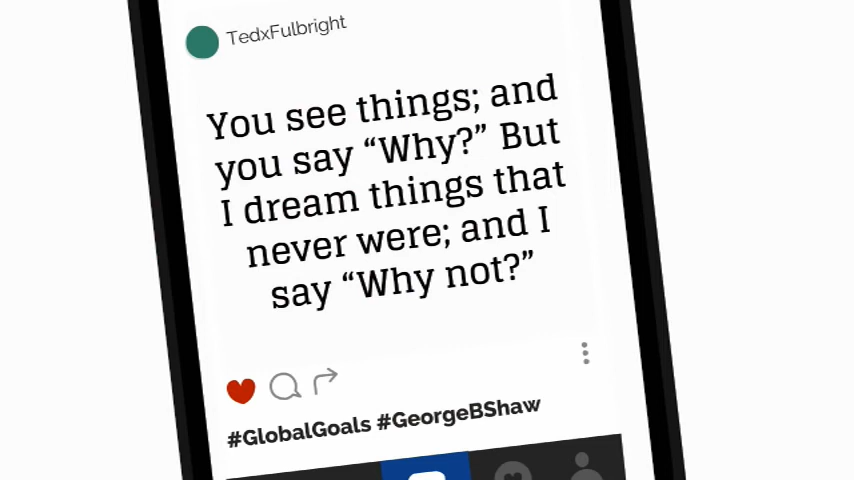 TedxFulbright
You see things; and
you say “Why?” But
I dream things that
never were; and I
say “Why not?”
#GlobalGoals #GeorgeBShaw